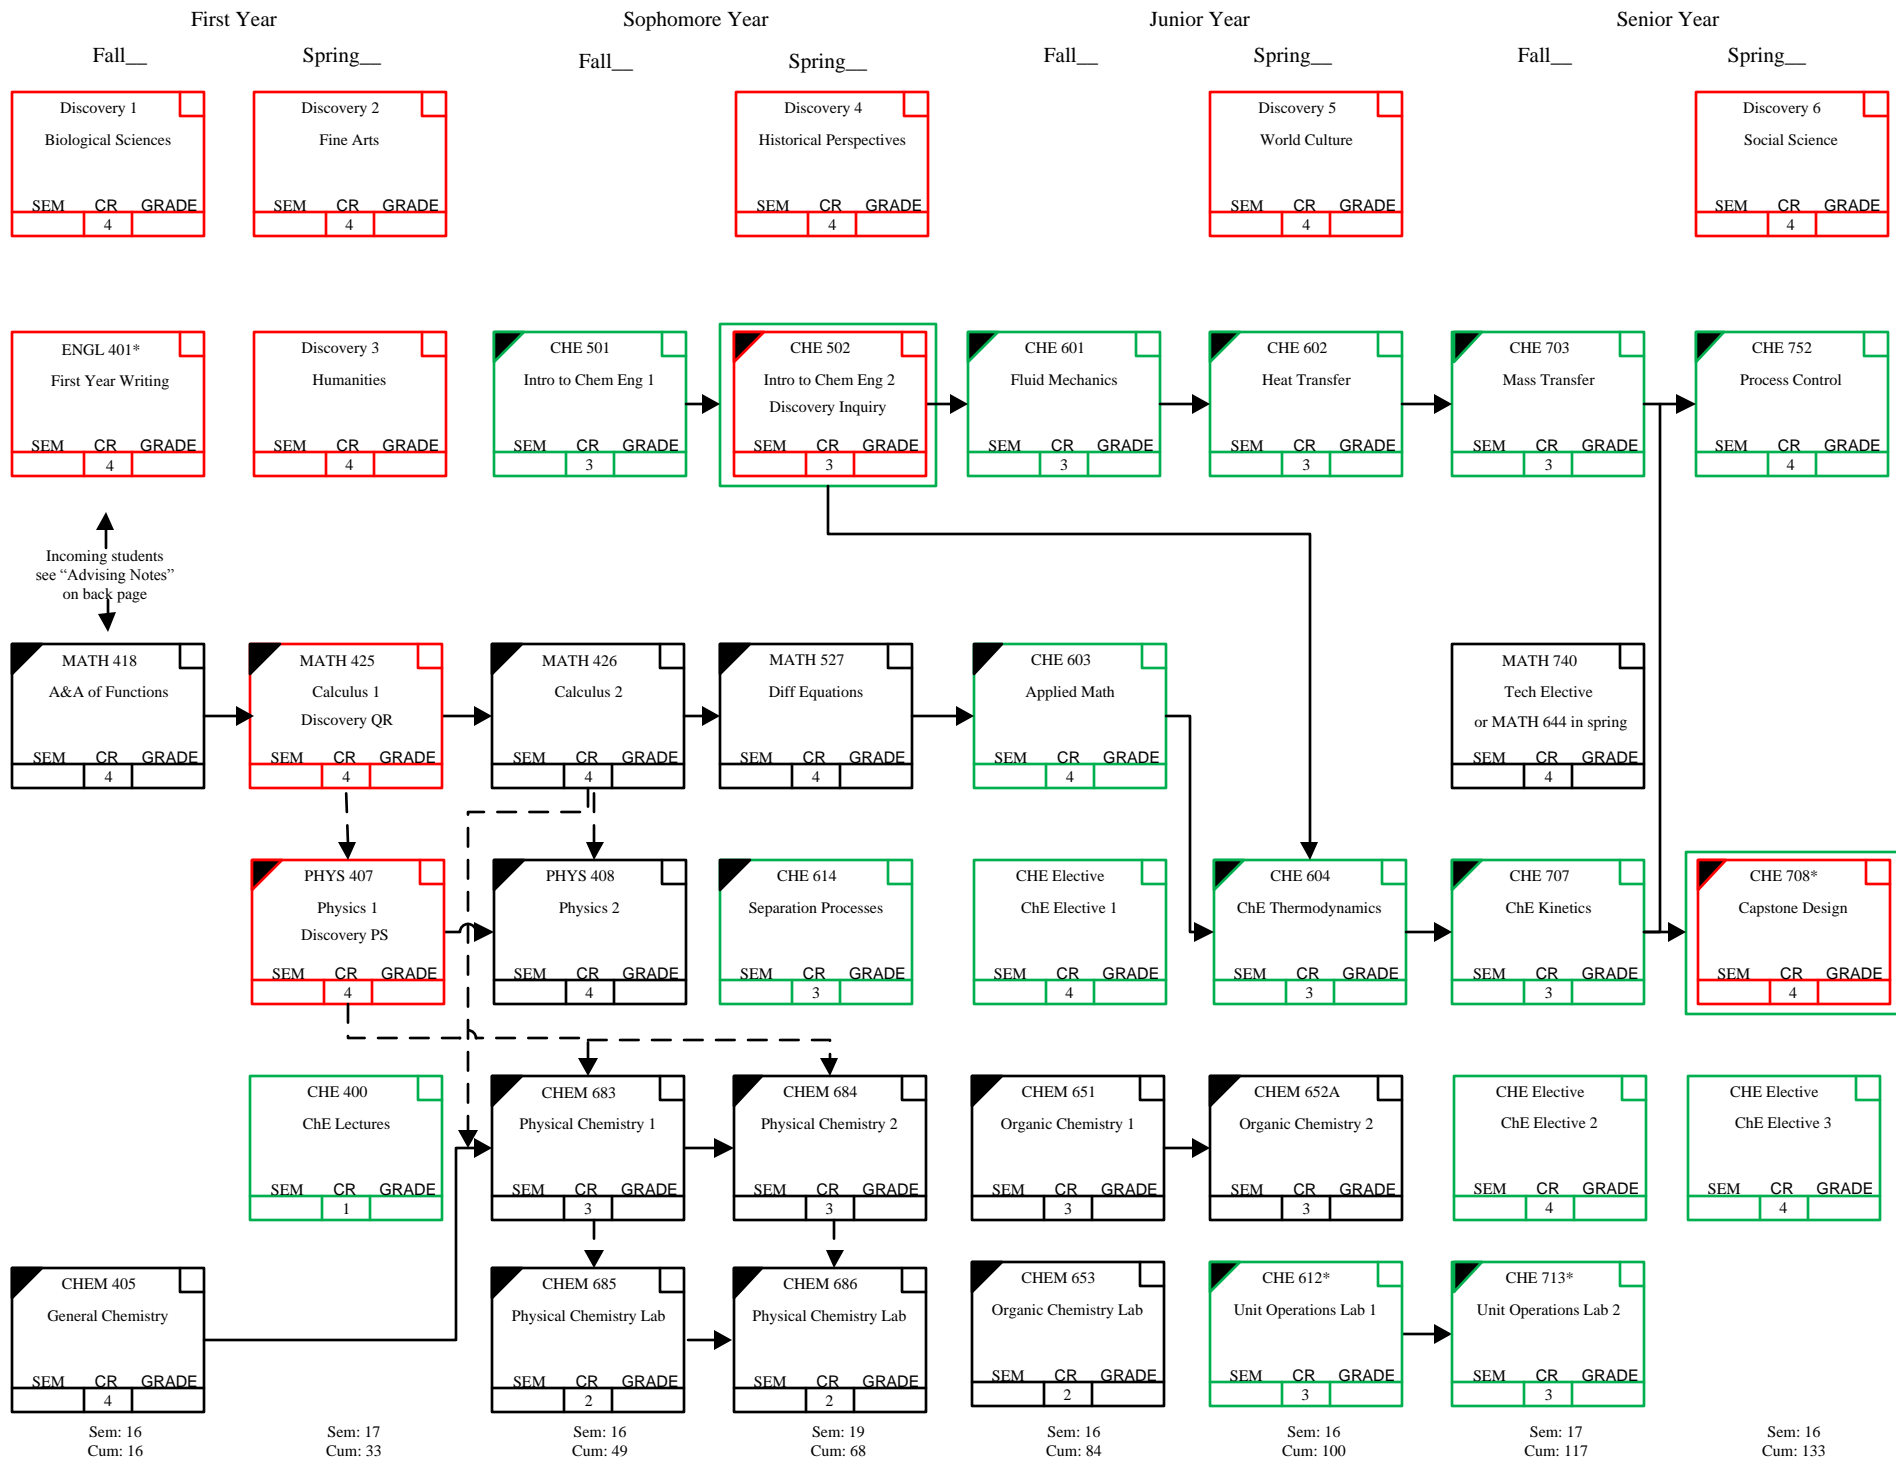 First Year
Sophomore Year
Junior Year
Senior Year
Fall__
Spring__
Fall__
Spring__
Fall__
Spring__
Fall__
Spring__
Discovery 1
Biological Sciences
SEM CR GRADE
4
Discovery 2
Fine Arts
SEM CR GRADE
4
Discovery 4
Historical Perspectives
SEM CR GRADE
4
Discovery 5
World Culture
SEM CR GRADE
4
Discovery 6
Social Science
SEM CR GRADE
4
ENGL 401*
First Year Writing
SEM CR GRADE
4
Discovery 3
Humanities
SEM CR GRADE
4
CHE 501
Intro to Chem Eng 1
SEM CR GRADE
3
CHE 502
Intro to Chem Eng 2
Discovery Inquiry
SEM CR GRADE
3
CHE 601
Fluid Mechanics
SEM CR GRADE
3
CHE 602
Heat Transfer
SEM CR GRADE
3
CHE 703
Mass Transfer
SEM CR GRADE
3
CHE 752
Process Control
SEM CR GRADE
4
Incoming students
see “Advising Notes”
on back page
MATH 418
A&A of Functions
SEM CR GRADE
4
MATH 425
Calculus 1
Discovery QR
SEM CR GRADE
4
MATH 426
Calculus 2
SEM CR GRADE
4
MATH 527
Diff Equations
SEM CR GRADE
4
CHE 603
Applied Math
SEM CR GRADE
4
MATH 740
Tech Elective
or MATH 644 in spring
SEM CR GRADE
4
PHYS 407
Physics 1
Discovery PS
SEM CR GRADE
4
PHYS 408
Physics 2
SEM CR GRADE
4
CHE 614
Separation Processes
SEM CR GRADE
3
CHE Elective
ChE Elective 1
SEM CR GRADE
4
CHE 604
ChE Thermodynamics
SEM CR GRADE
3
CHE 707
ChE Kinetics
SEM CR GRADE
3
CHE 708*
Capstone Design
SEM CR GRADE
4
CHE 400
ChE Lectures
SEM CR GRADE
1
CHEM 683
Physical Chemistry 1
SEM CR GRADE
3
CHEM 684
Physical Chemistry 2
SEM CR GRADE
3
CHEM 651
Organic Chemistry 1
SEM CR GRADE
3
CHEM 652A
Organic Chemistry 2
SEM CR GRADE
3
CHE Elective
ChE Elective 2
SEM CR GRADE
4
CHE Elective
ChE Elective 3
SEM CR GRADE
4
CHEM 405
General Chemistry
SEM CR GRADE
4
CHEM 685
Physical Chemistry Lab
SEM CR GRADE
2
CHEM 686
Physical Chemistry Lab
SEM CR GRADE
2
CHEM 653
Organic Chemistry Lab
SEM CR GRADE
2
CHE 612*
Unit Operations Lab 1
SEM CR GRADE
3
CHE 713*
Unit Operations Lab 2
SEM CR GRADE
3
Sem: 16
Cum: 16
Sem: 17
Cum: 33
Sem: 16
Cum: 49
Sem: 19
Cum: 68
Sem: 16
Cum: 84
Sem: 16
Cum: 100
Sem: 17
Cum: 117
Sem: 16
Cum: 133